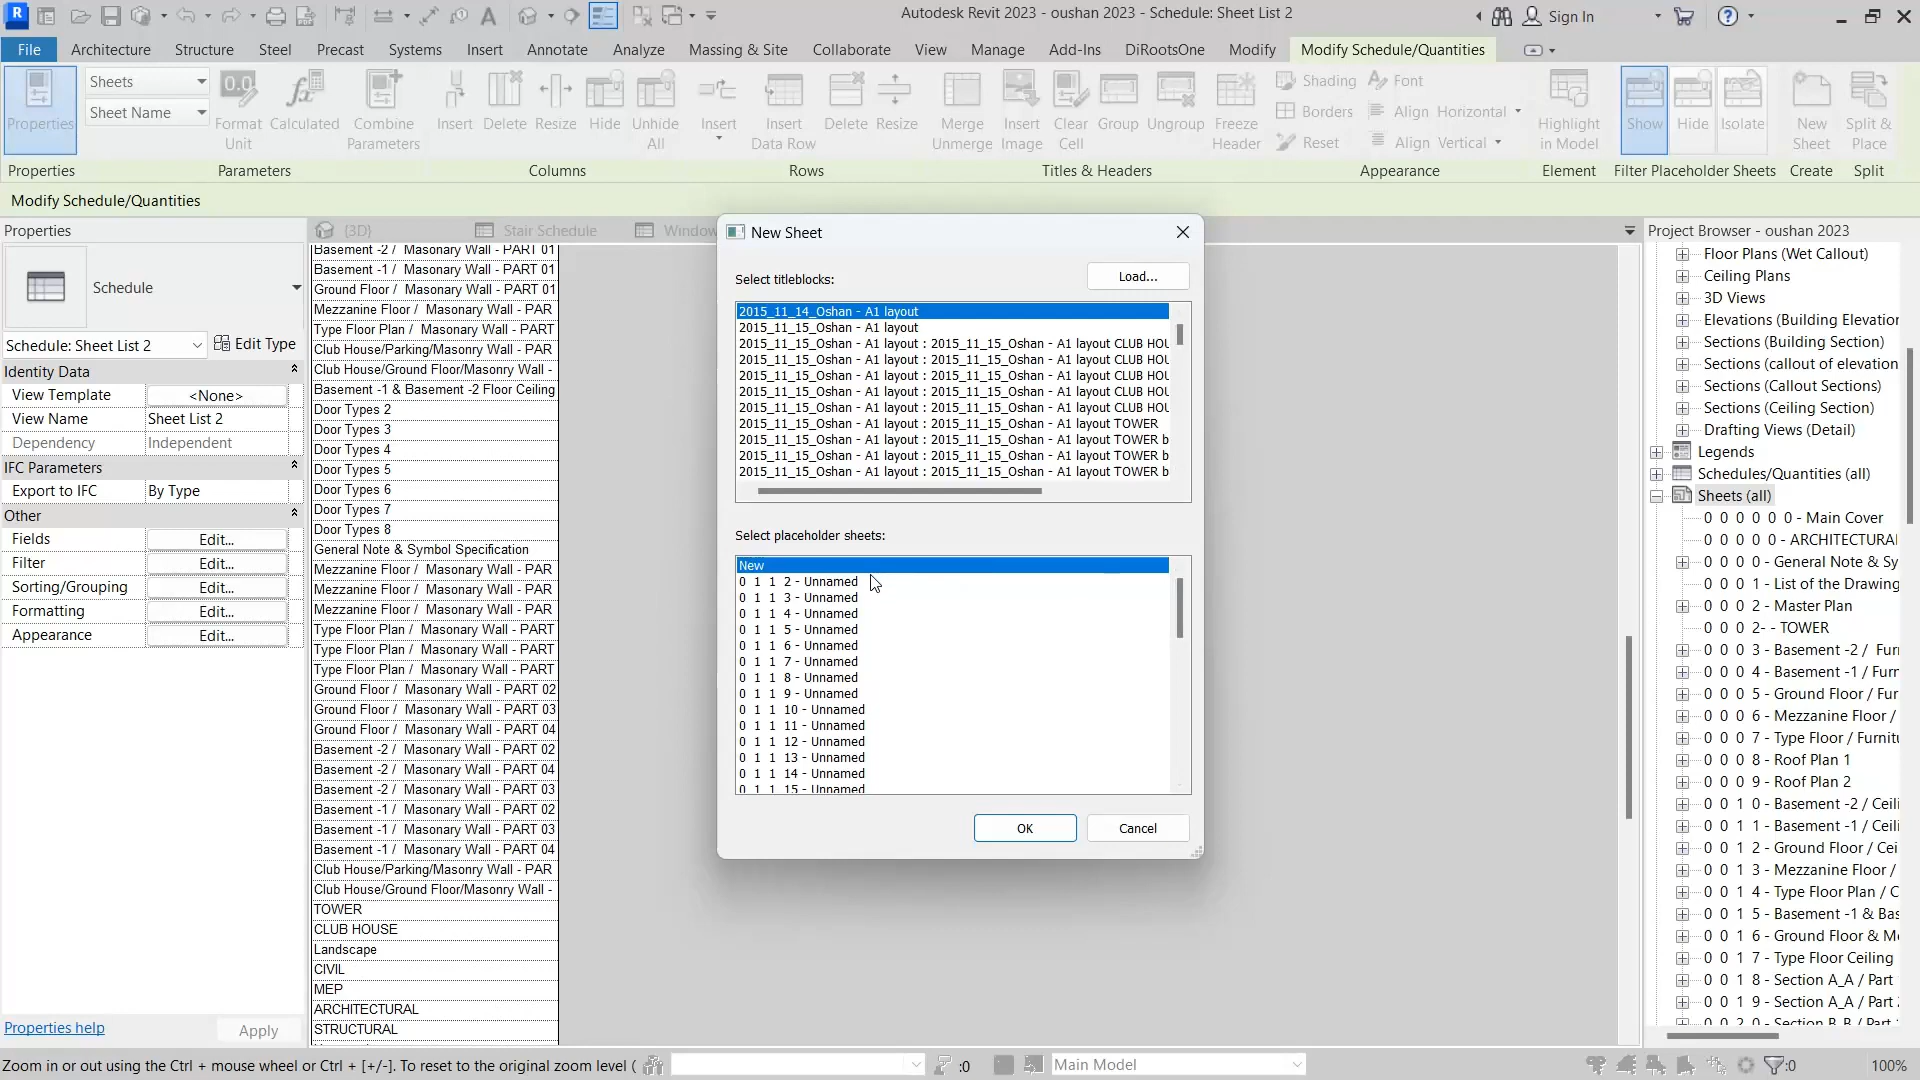 Autodesk Revit 2023 - oushan 2023 - Schedule: Sheet List 2
Sign In
File
Architecture
Structure
Steel
Precast
Systems
Insert
Annotate
Analyze
Massing & Site
Collaborate
View
Manage
Add-Ins
DiRootsOne
Modify
Modify Schedule/Quantities
Properties
Sheets
Sheet Name
Format Unit
Calculated
Combine Parameters
Insert
Delete
Resize
Hide
Unhide All
Insert
Insert Data Row
Delete
Resize
Merge Unmerge
Insert Image
Clear Cell
Group
Ungroup
Freeze Header
Shading
Borders
Reset
Font
Align Horizontal
Align Vertical
Highlight in Model
Show
Hide
Isolate
New Sheet
Split & Place
Properties
Parameters
Columns
Rows
Titles & Headers
Appearance
Element
Filter Placeholder Sheets
Create
Split
Modify Schedule/Quantities
Properties
Schedule
Schedule: Sheet List 2
Edit Type
Identity Data
View Template <None>
View Name Sheet List 2
Dependency Independent
IFC Parameters
Export to IFC By Type
Other
Fields Edit...
Filter Edit...
Sorting/Grouping Edit...
Formatting Edit...
Appearance Edit...
Properties help
Apply
{3D}
Stair Schedule
Window
Basement -2 / Masonary Wall - PART 01
Basement -1 / Masonary Wall - PART 01
Ground Floor / Masonary Wall - PART 01
Mezzanine Floor / Masonary Wall - PAR
Type Floor Plan / Masonary Wall - PART
Club House/Parking/Masonry Wall - PAR
Club House/Ground Floor/Masonry Wall -
Basement -1 & Basement -2 Floor Ceiling
Door Types 2
Door Types 3
Door Types 4
Door Types 5
Door Types 6
Door Types 7
Door Types 8
General Note & Symbol Specification
Mezzanine Floor / Masonary Wall - PAR
Mezzanine Floor / Masonary Wall - PAR
Mezzanine Floor / Masonary Wall - PAR
Type Floor Plan / Masonary Wall - PART
Type Floor Plan / Masonary Wall - PART
Type Floor Plan / Masonary Wall - PART
Ground Floor / Masonary Wall - PART 02
Ground Floor / Masonary Wall - PART 03
Ground Floor / Masonary Wall - PART 04
Basement -2 / Masonary Wall - PART 02
Basement -2 / Masonary Wall - PART 04
Basement -2 / Masonary Wall - PART 03
Basement -1 / Masonary Wall - PART 02
Basement -1 / Masonary Wall - PART 03
Basement -1 / Masonary Wall - PART 04
Club House/Parking/Masonry Wall - PAR
Club House/Ground Floor/Masonry Wall -
TOWER
CLUB HOUSE
Landscape
CIVIL
MEP
ARCHITECTURAL
STRUCTURAL
New Sheet
Select titleblocks:
Load...
2015_11_14_Oshan - A1 layout
2015_11_15_Oshan - A1 layout
2015_11_15_Oshan - A1 layout : 2015_11_15_Oshan - A1 layout CLUB HOU
2015_11_15_Oshan - A1 layout : 2015_11_15_Oshan - A1 layout CLUB HOU
2015_11_15_Oshan - A1 layout : 2015_11_15_Oshan - A1 layout CLUB HOU
2015_11_15_Oshan - A1 layout : 2015_11_15_Oshan - A1 layout CLUB HOU
2015_11_15_Oshan - A1 layout : 2015_11_15_Oshan - A1 layout CLUB HOU
2015_11_15_Oshan - A1 layout : 2015_11_15_Oshan - A1 layout TOWER
2015_11_15_Oshan - A1 layout : 2015_11_15_Oshan - A1 layout TOWER b
2015_11_15_Oshan - A1 layout : 2015_11_15_Oshan - A1 layout TOWER b
2015_11_15_Oshan - A1 layout : 2015_11_15_Oshan - A1 layout TOWER b
Select placeholder sheets:
New
0 1 1 2 - Unnamed
0 1 1 3 - Unnamed
0 1 1 4 - Unnamed
0 1 1 5 - Unnamed
0 1 1 6 - Unnamed
0 1 1 7 - Unnamed
0 1 1 8 - Unnamed
0 1 1 9 - Unnamed
0 1 1 10 - Unnamed
0 1 1 11 - Unnamed
0 1 1 12 - Unnamed
0 1 1 13 - Unnamed
0 1 1 14 - Unnamed
0 1 1 15 - Unnamed
OK
Cancel
Project Browser - oushan 2023
Floor Plans (Wet Callout)
Ceiling Plans
3D Views
Elevations (Building Elevation
Sections (Building Section)
Sections (callout of elevation
Sections (Callout Sections)
Sections (Ceiling Section)
Drafting Views (Detail)
Legends
Schedules/Quantities (all)
Sheets (all)
0 0 0 0 0 0 - Main Cover
0 0 0 0 0 - ARCHITECTURAL
0 0 0 0 - General Note & Sy
0 0 0 1 - List of the Drawing
0 0 0 2 - Master Plan
0 0 0 2- - TOWER
0 0 0 3 - Basement -2 / Furn
0 0 0 4 - Basement -1 / Furn
0 0 0 5 - Ground Floor / Fur
0 0 0 6 - Mezzanine Floor /
0 0 0 7 - Type Floor / Furnitu
0 0 0 8 - Roof Plan 1
0 0 0 9 - Roof Plan 2
0 0 1 0 - Basement -2 / Ceili
0 0 1 1 - Basement -1 / Ceili
0 0 1 2 - Ground Floor / Cei
0 0 1 3 - Mezzanine Floor /
0 0 1 4 - Type Floor Plan / C
0 0 1 5 - Basement -1 & Bas
0 0 1 6 - Ground Floor & Me
0 0 1 7 - Type Floor Ceiling
0 0 1 8 - Section A_A / Part
0 0 1 9 - Section A_A / Part
0 0 2 0 - Section B_B / Part
Zoom in or out using the Ctrl + mouse wheel or Ctrl + [+/-]. To reset to the original zoom level (
:0
Main Model
:0
100%